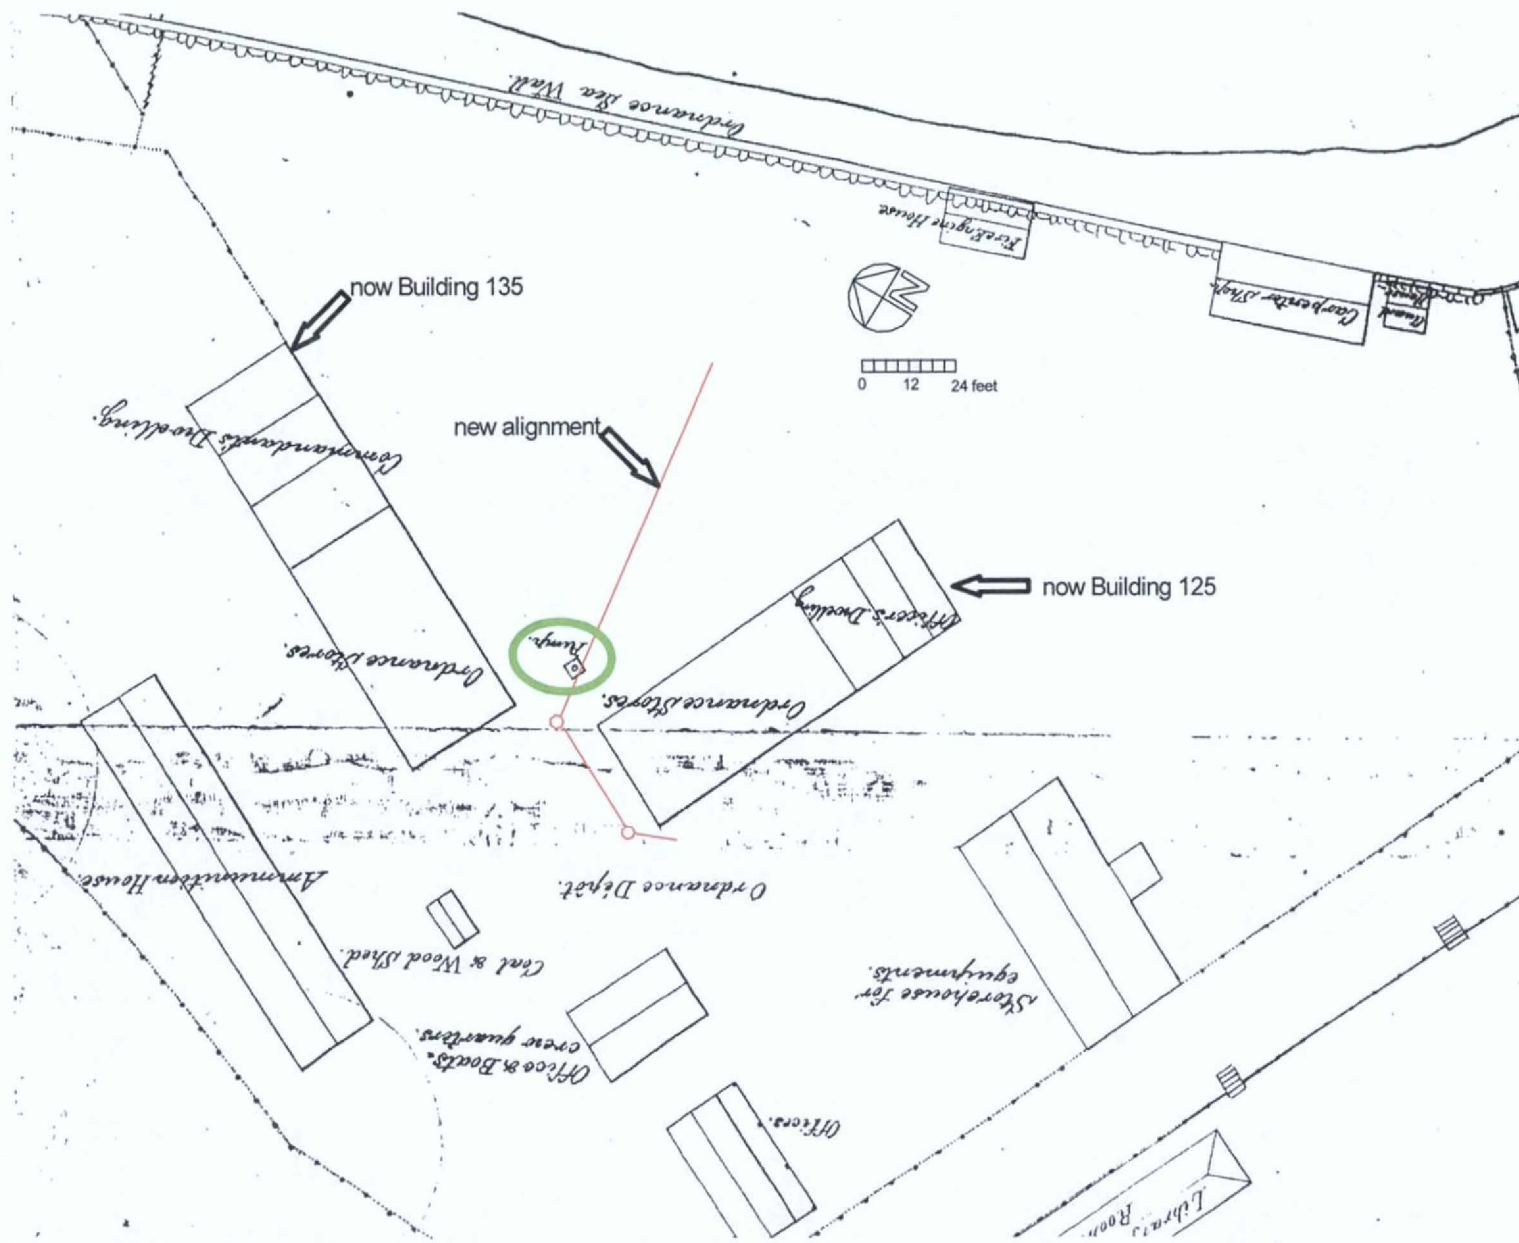 Ordnance Sea Wall.
Fire Engine House
now Building 135
N
Carpenter Shop.
0 12 24 feet
new alignment
Commandant's Dwelling.
now Building 125
Officer's Dwelling
Pump.
Ordnance Stores.
Ordnance Stores.
Ammunition House
Ordnance Dépôt.
Coal & Wood Shed.
Storehouse for
equipments.
Office & Boats
crew quarters.
Offices.
Room